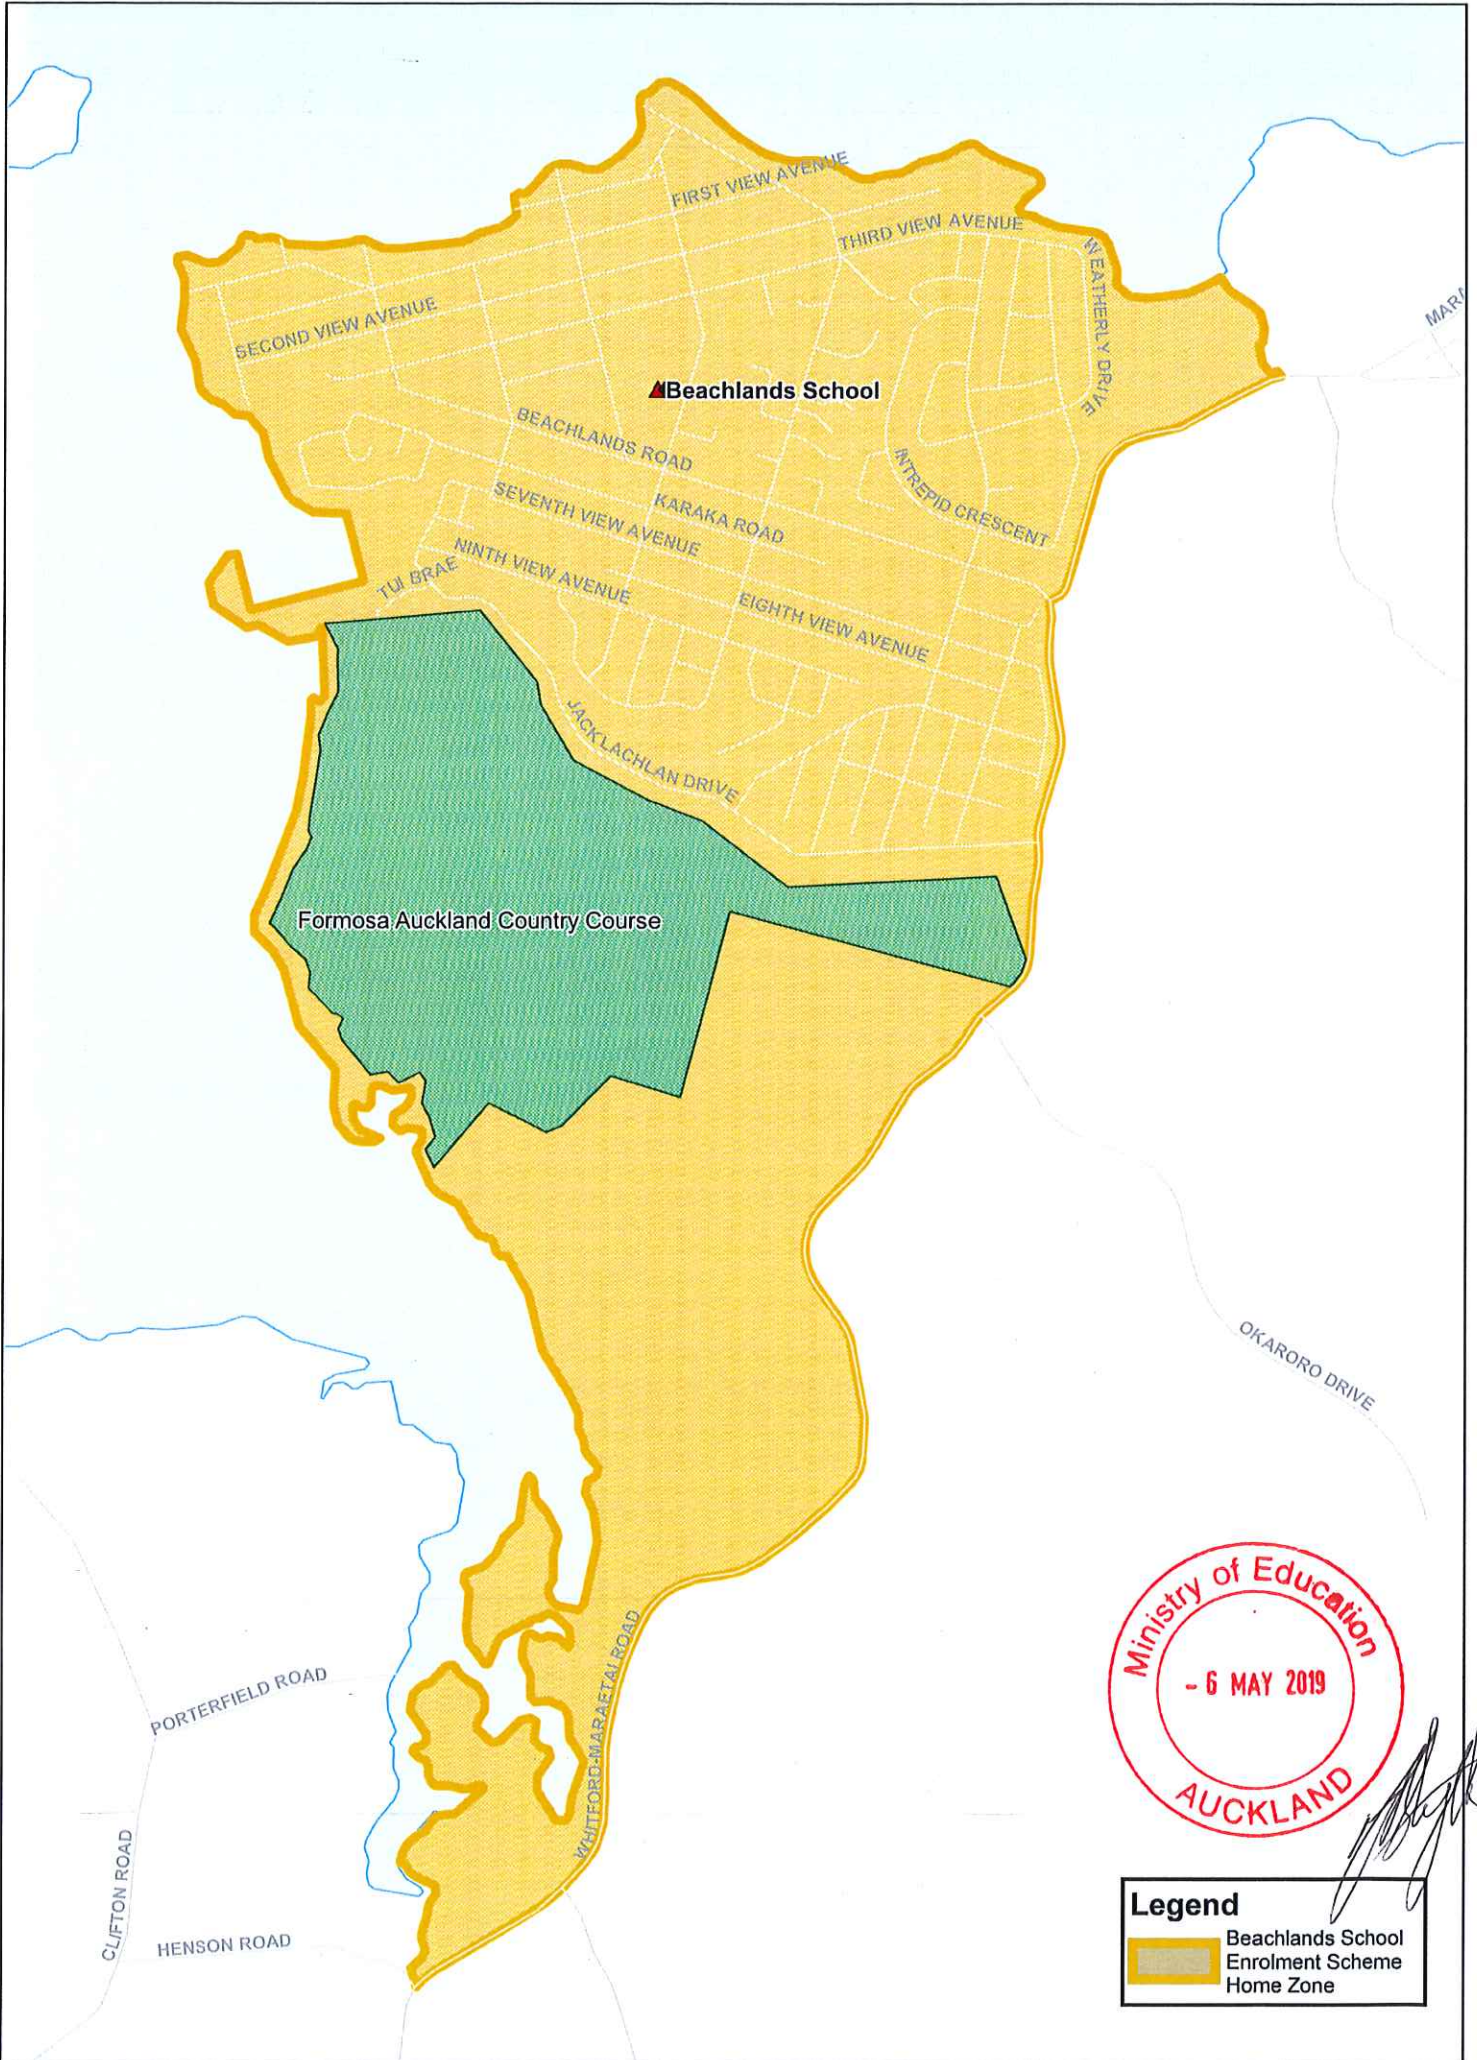 FIRST VIEW AVENUE
THIRD VIEW AVENUE
WEATHERLY DRIVE
SECOND VIEW AVENUE
Beachlands School
BEACHLANDS ROAD
INTREPID CRESCENT
SEVENTH VIEW AVENUE
KARAKA ROAD
NINTH VIEW AVENUE
TUI BRAE
EIGHTH VIEW AVENUE
JACK LACHLAN DRIVE
Formosa Auckland Country Course
OKARORO DRIVE
WHITFORD-MARAETAI ROAD
PORTERFIELD ROAD
CLIFTON ROAD
HENSON ROAD
Ministry of Education
- 6 MAY 2019
AUCKLAND
Legend
Beachlands School
Enrolment Scheme
Home Zone